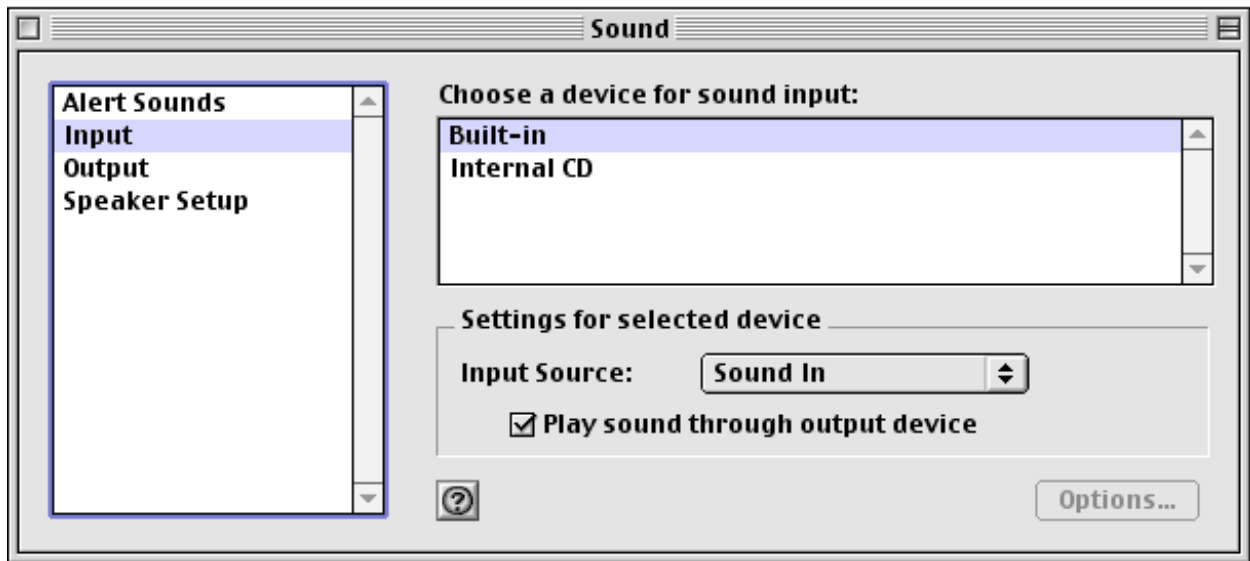 Sound
Alert Sounds
Input
Output
Speaker Setup
Choose a device for sound input:
Built-in
Internal CD
Settings for selected device
Input Source: Sound In
Play sound through output device
?
Options...